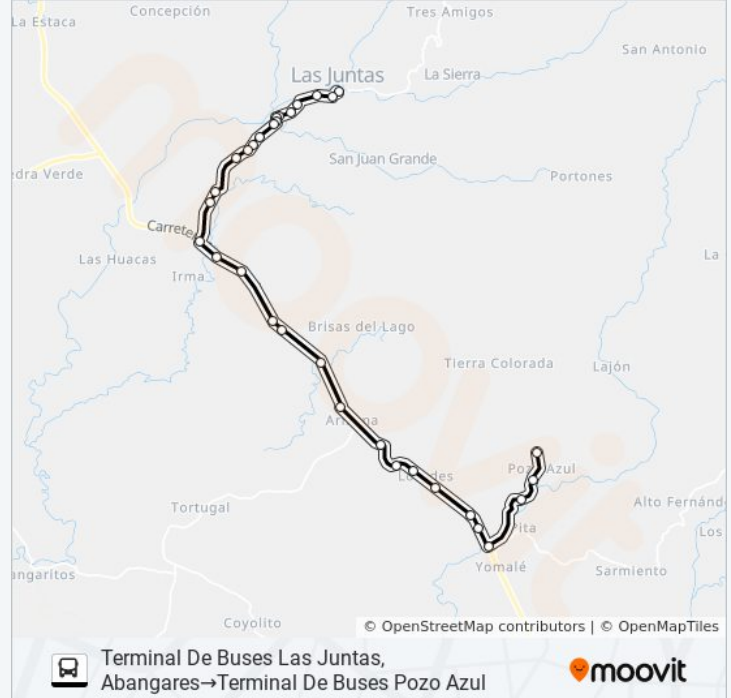 Concepción
Tres Amigos
La Estaca
San Antonio
Las Juntas
La Sierra
San Juan Grande
Portones
edra Verde
Carrete
Las Huacas
La
Irma
Brisas del Lago
Tierra Colorada
Lajón
Pozo Azul
Tortugal
Alto Fernánd
Pita
Los
Yomalé
angaritos
Sarmiento
Coyolito
© OpenStreetMap contributors | © OpenMapTiles
Terminal De Buses Las Juntas,
Abangares→Terminal De Buses Pozo Azul
moovit